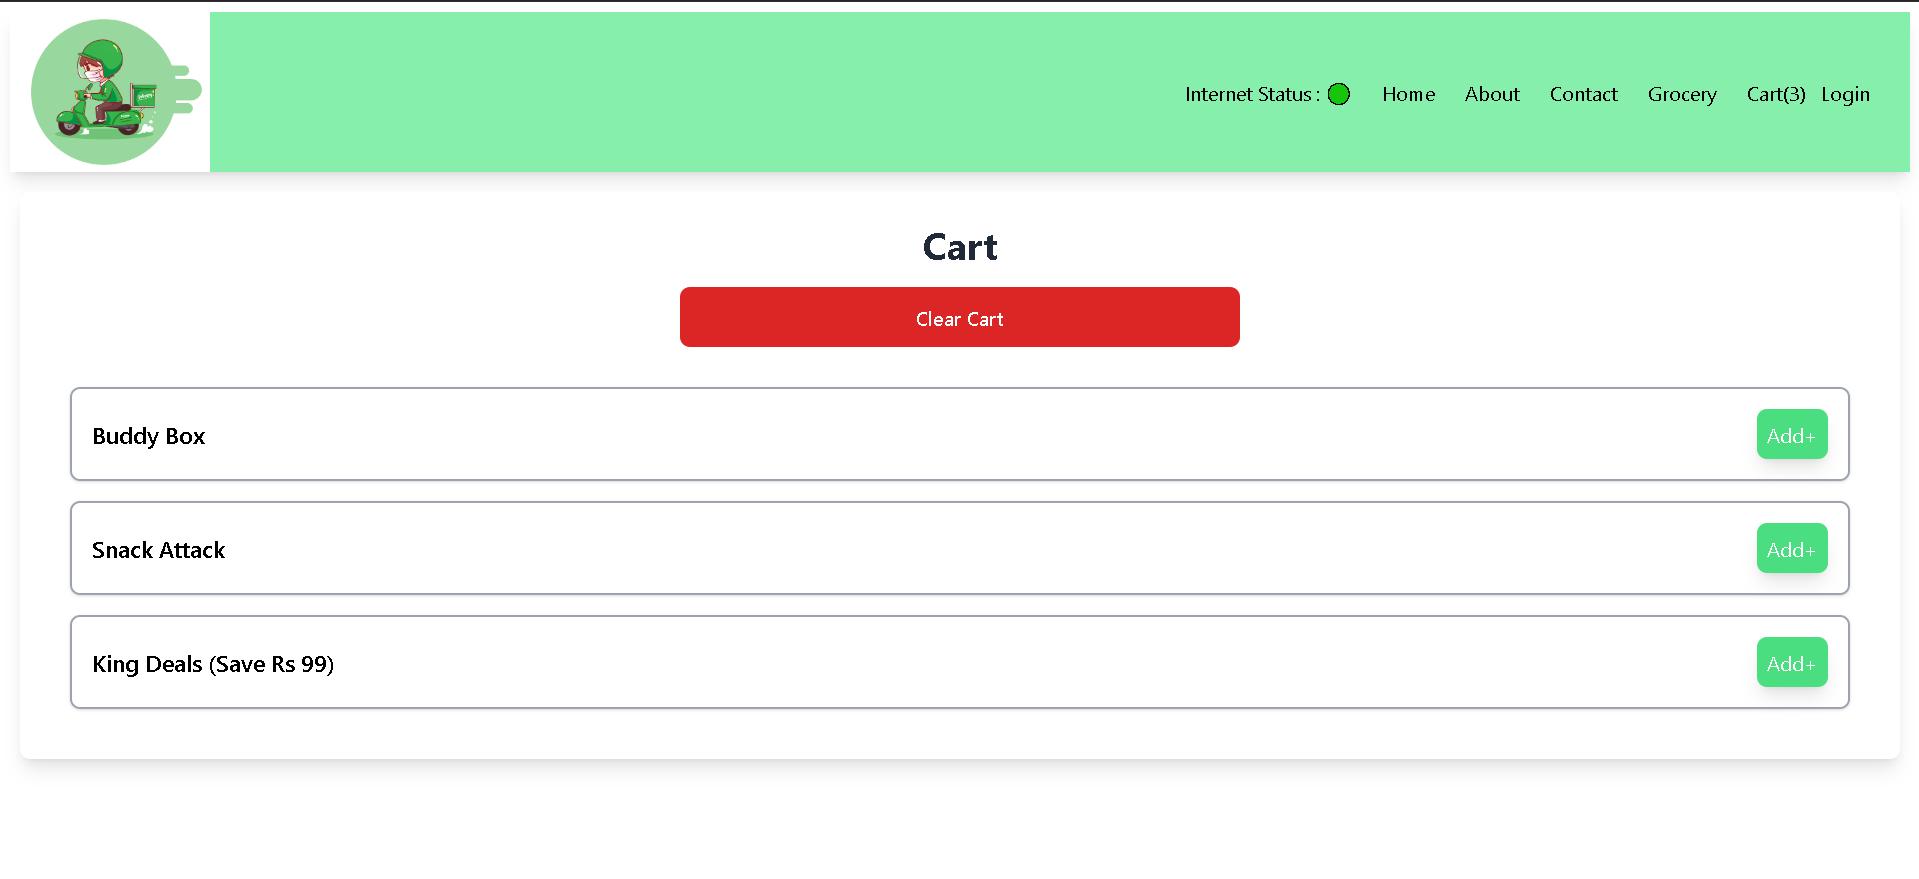 Internet Status : Home About Contact Grocery Cart(3) Login
Cart
Clear Cart
Buddy Box Add+
Snack Attack Add+
King Deals (Save Rs 99) Add+